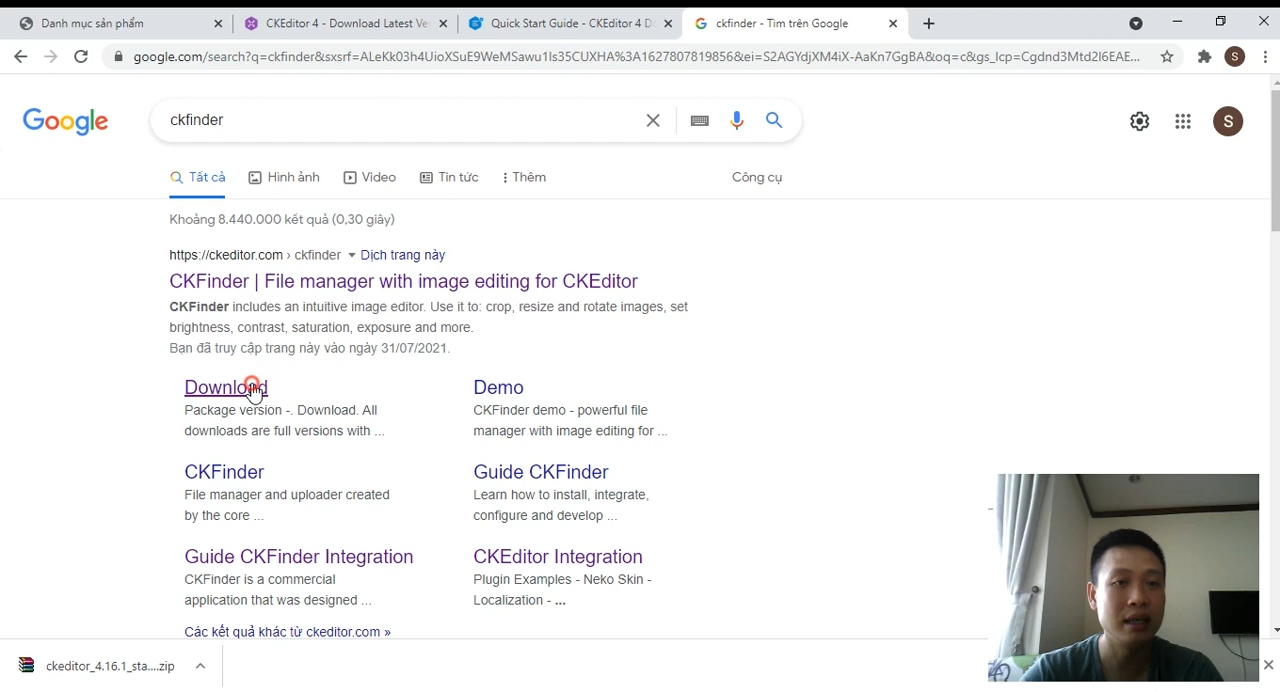 Danh mục sản phẩm
CKEditor 4 - Download Latest Ve
Quick Start Guide - CKEditor 4 D
ckfinder - Tìm trên Google
google.com/search?q=ckfinder&sxsrf=ALeKk03h4UioXSuE9WeMSawu1Is35CUXHA%3A1627807819856&ei=S2AGYdjXM4iX-AaKn7GgBA&oq=c&gs_lcp=Cgdnd3Mtd2l6EAE...
S
Google
ckfinder
S
Tất cả
Hình ảnh
Video
Tin tức
Thêm
Công cụ
Khoảng 8.440.000 kết quả (0,30 giây)
https://ckeditor.com › ckfinder ▾ Dịch trang này
CKFinder | File manager with image editing for CKEditor
CKFinder includes an intuitive image editor. Use it to: crop, resize and rotate images, set
brightness, contrast, saturation, exposure and more.
Bạn đã truy cập trang này vào ngày 31/07/2021.
Download
Package version -. Download. All
downloads are full versions with ...
Demo
CKFinder demo - powerful file
manager with image editing for ...
CKFinder
File manager and uploader created
by the core ...
Guide CKFinder
Learn how to install, integrate,
configure and develop ...
Guide CKFinder Integration
CKFinder is a commercial
application that was designed ...
CKEditor Integration
Plugin Examples - Neko Skin -
Localization - ...
Các kết quả khác từ ckeditor.com »
ckeditor_4.16.1_sta....zip